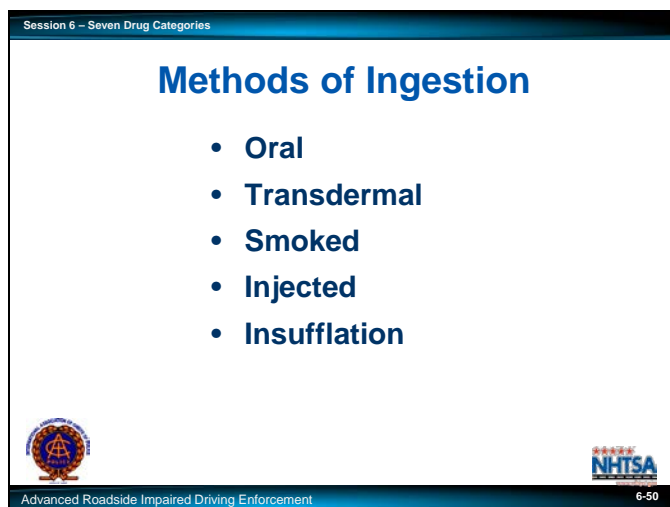 Session 6 – Seven Drug Categories
Methods of Ingestion
• Oral
• Transdermal
• Smoked
• Injected
• Insufflation
NHTSA
Advanced Roadside Impaired Driving Enforcement
6-50